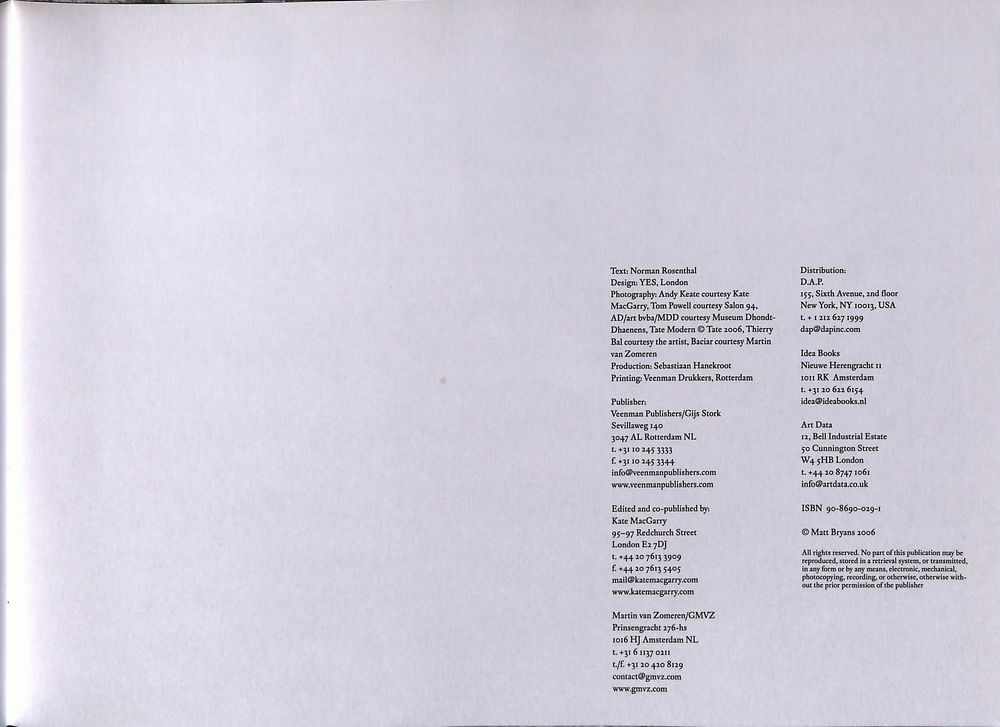 Text: Norman Rosenthal
Design: YES, London
Photography: Andy Keate courtesy Kate
MacGarry, Tom Powell courtesy Salon 94,
AD/art bvba/MDD courtesy Museum Dhondt-
Dhaenens, Tate Modern © Tate 2006, Thierry
Bal courtesy the artist, Baciar courtesy Martin
van Zomeren
Production: Sebastiaan Hanekroot
Printing: Veenman Drukkers, Rotterdam

Publisher:
Veenman Publishers/Gijs Stork
Sevillaweg 140
3047 AL Rotterdam NL
t. +31 10 245 3333
f. +31 10 245 3344
info@veenmanpublishers.com
www.veenmanpublishers.com

Edited and co-published by:
Kate MacGarry
95–97 Redchurch Street
London E2 7DJ
t. +44 20 7613 3909
f. +44 20 7613 5405
mail@katemacgarry.com
www.katemacgarry.com

Martin van Zomeren/GMVZ
Prinsengracht 276-hs
1016 HJ Amsterdam NL
t. +31 6 1137 0211
t./f. +31 20 420 8129
contact@gmvz.com
www.gmvz.com

Distribution:
D.A.P.
155, Sixth Avenue, 2nd floor
New York, NY 10013, USA
t. + 1 212 627 1999
dap@dapinc.com

Idea Books
Nieuwe Herengracht 11
1011 RK Amsterdam
t. +31 20 622 6154
idea@ideabooks.nl

Art Data
12, Bell Industrial Estate
50 Cunnington Street
W4 5HB London
t. +44 20 8747 1061
info@artdata.co.uk

ISBN 90-8690-029-1

© Matt Bryans 2006

All rights reserved. No part of this publication may be
reproduced, stored in a retrieval system, or transmitted,
in any form or by any means, electronic, mechanical,
photocopying, recording, or otherwise, otherwise with-
out the prior permission of the publisher